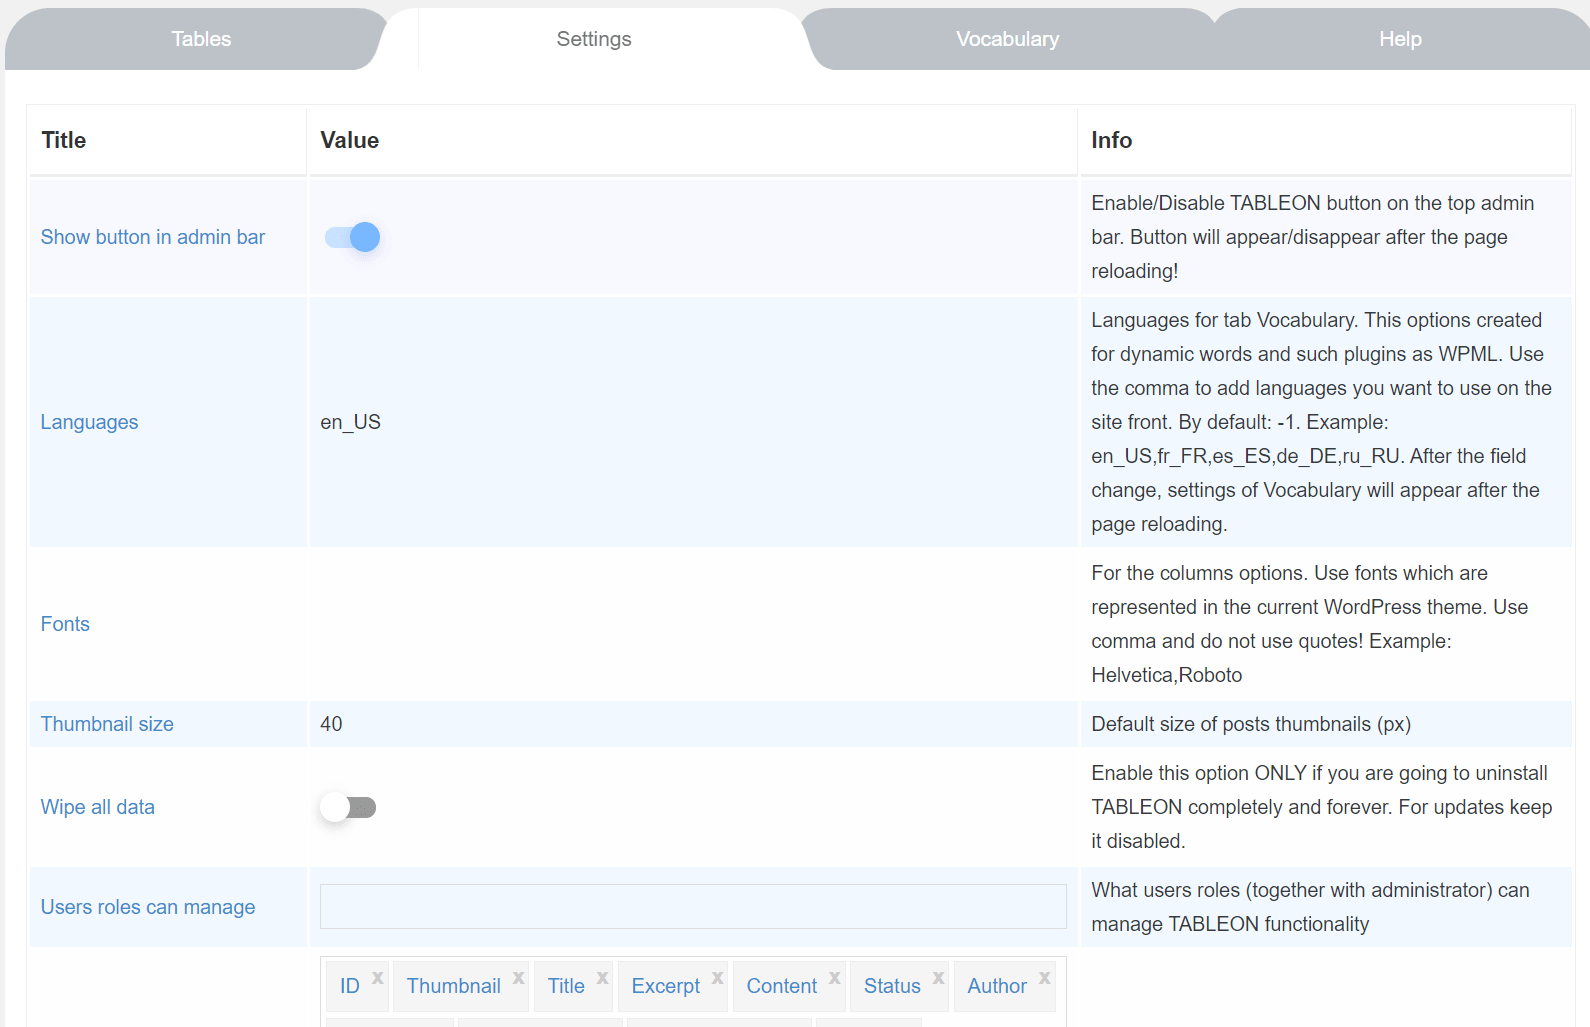 Tables
Settings
Vocabulary
Help
Title
Value
Info
Show button in admin bar
Enable/Disable TABLEON button on the top admin
bar. Button will appear/disappear after the page
reloading!
Languages
en_US
Languages for tab Vocabulary. This options created
for dynamic words and such plugins as WPML. Use
the comma to add languages you want to use on the
site front. By default: -1. Example:
en_US,fr_FR,es_ES,de_DE,ru_RU. After the field
change, settings of Vocabulary will appear after the
page reloading.
Fonts
For the columns options. Use fonts which are
represented in the current WordPress theme. Use
comma and do not use quotes! Example:
Helvetica,Roboto
Thumbnail size
40
Default size of posts thumbnails (px)
Wipe all data
Enable this option ONLY if you are going to uninstall
TABLEON completely and forever. For updates keep
it disabled.
Users roles can manage
What users roles (together with administrator) can
manage TABLEON functionality
ID x Thumbnail x Title x Excerpt x Content x Status x Author x